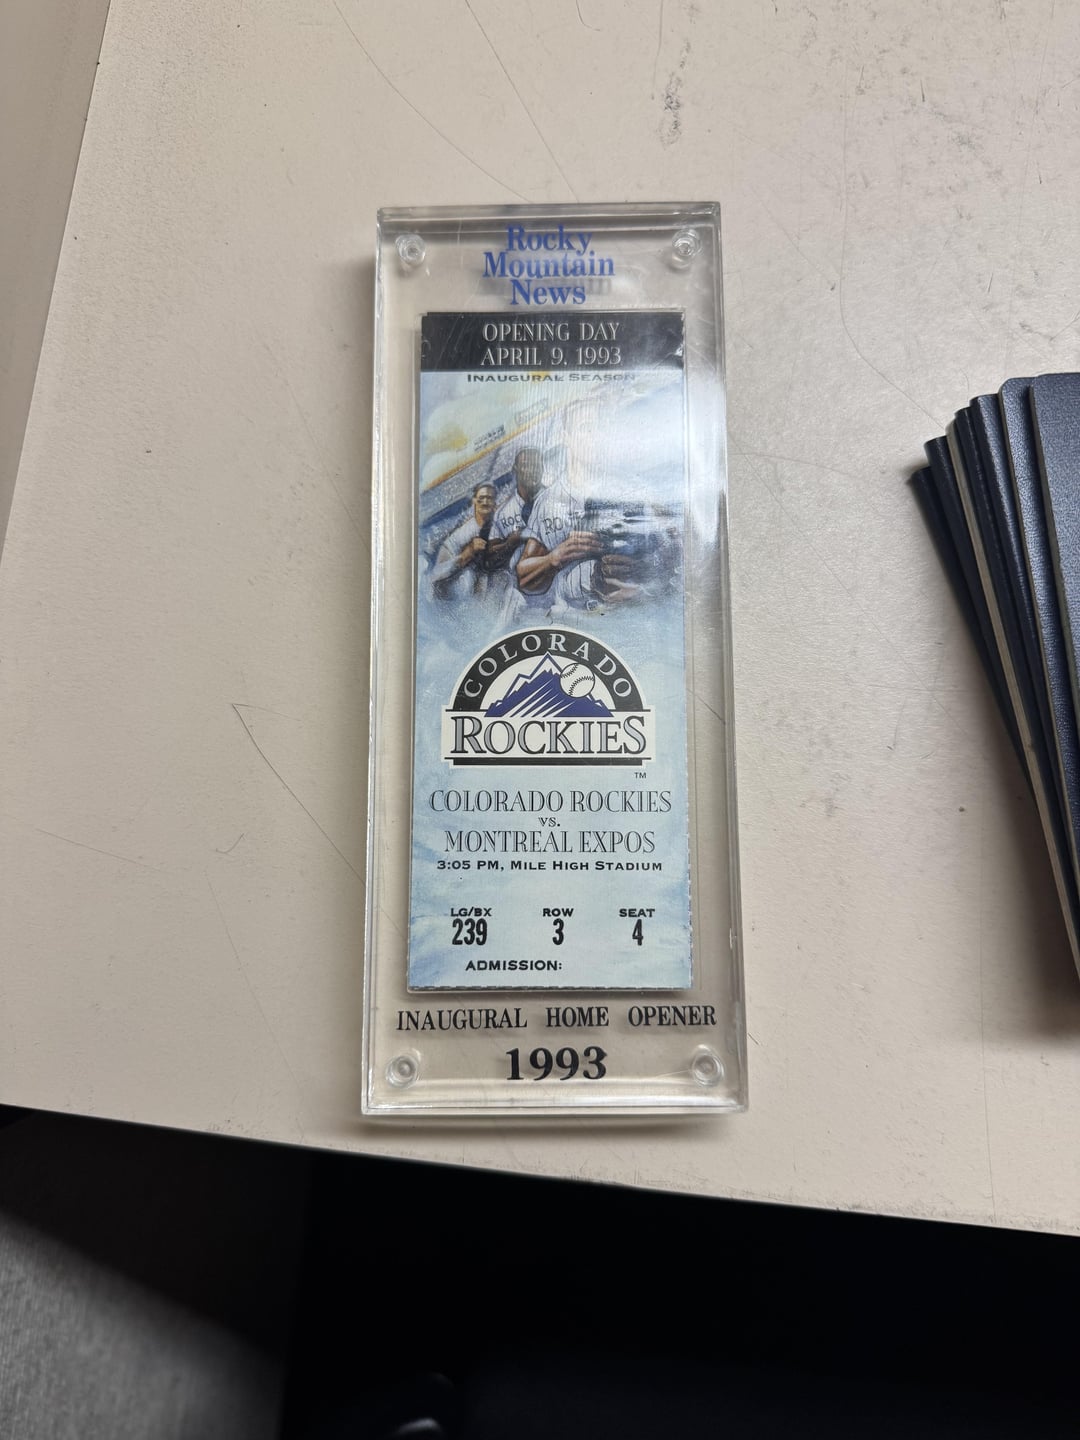 Rocky
Mountain
News
OPENING DAY
APRIL 9, 1993
INAUGURAL SEASON
COLORADO
ROCKIES
TM
COLORADO ROCKIES
VS.
MONTREAL EXPOS
3:05 PM, MILE HIGH STADIUM
LG/BX ROW SEAT
239 3 4
ADMISSION:
INAUGURAL HOME OPENER
1993